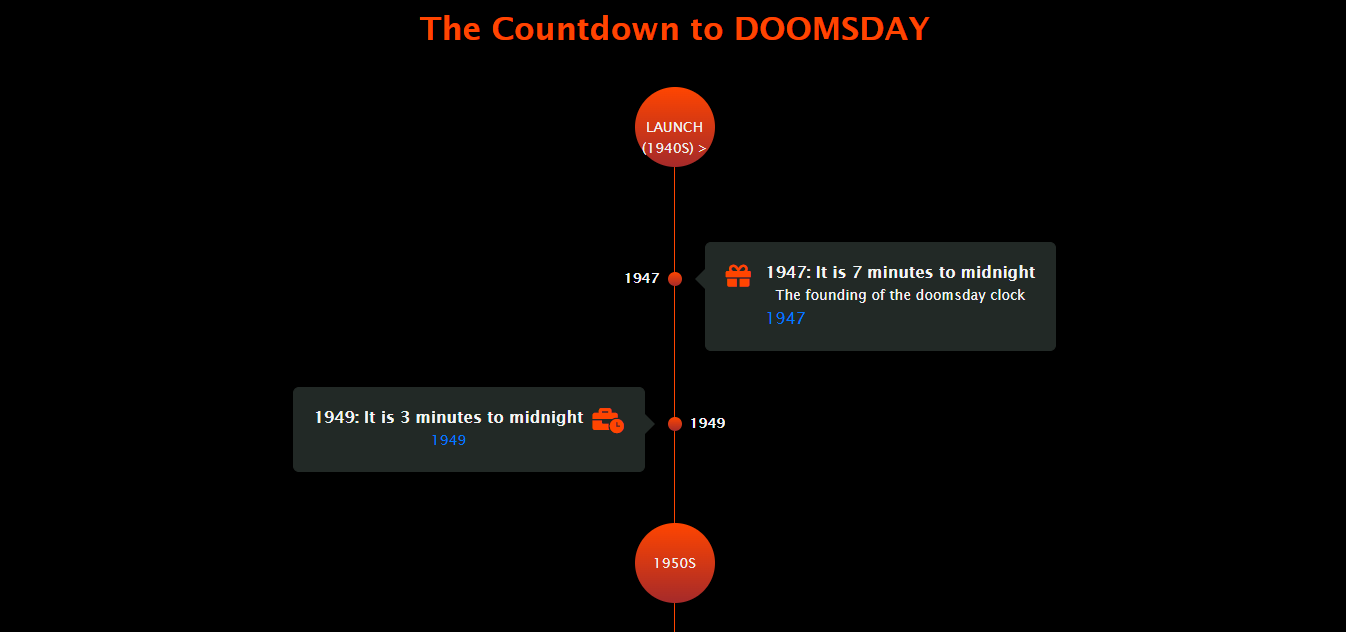 The Countdown to DOOMSDAY
LAUNCH
(1940S) >
1947
1947: It is 7 minutes to midnight
The founding of the doomsday clock
1947
1949: It is 3 minutes to midnight
1949
1949
1950S